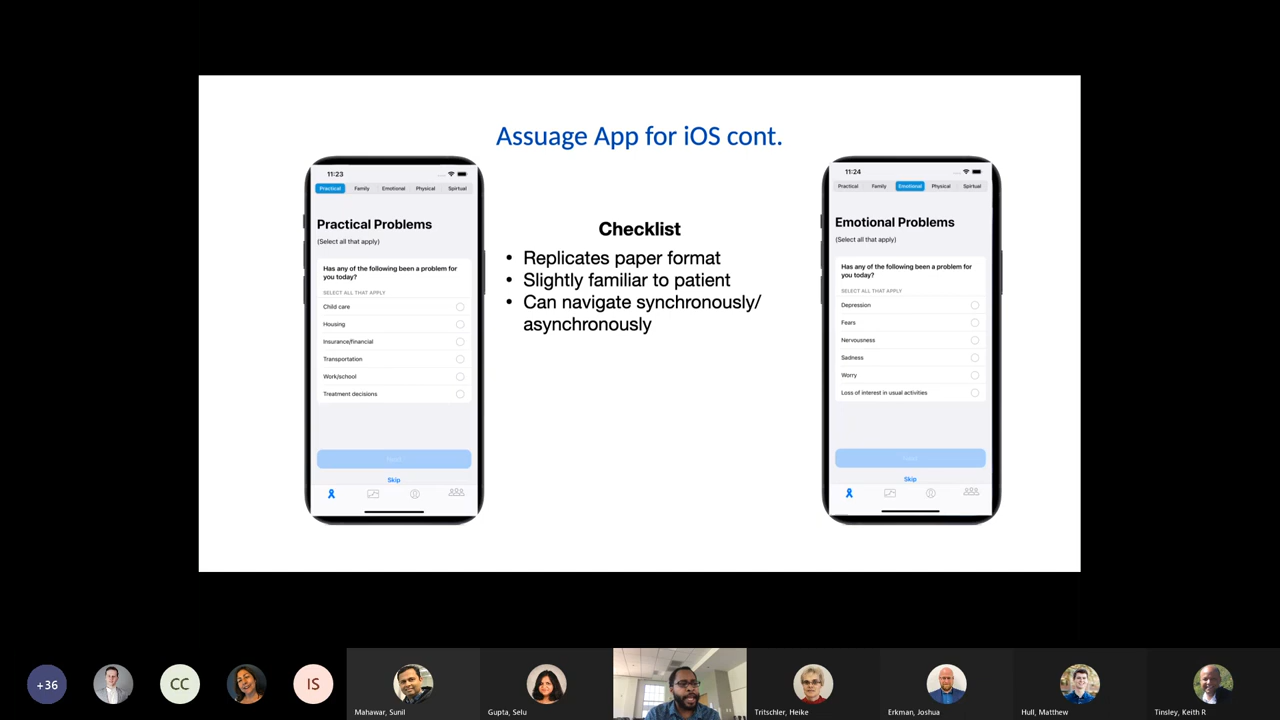 Assuage App for iOS cont.
11:23
Practical Family Emotional Physical Spirtual
Practical Problems
(Select all that apply)
Has any of the following been a problem for
you today?
SELECT ALL THAT APPLY
Child care
Housing
Insurance/financial
Transportation
Work/school
Treatment decisions
Next
Skip
Checklist
• Replicates paper format
• Slightly familiar to patient
• Can navigate synchronously/
asynchronously
11:24
Practical Family Emotional Physical Spirtual
Emotional Problems
(Select all that apply)
Has any of the following been a problem for
you today?
SELECT ALL THAT APPLY
Depression
Fears
Nervousness
Sadness
Worry
Loss of interest in usual activities
Next
Skip
+36
CC
IS
Mahawar, Sunil
Gupta, Selu
Tritschler, Heike
Erkman, Joshua
Hull, Matthew
Tinsley, Keith R